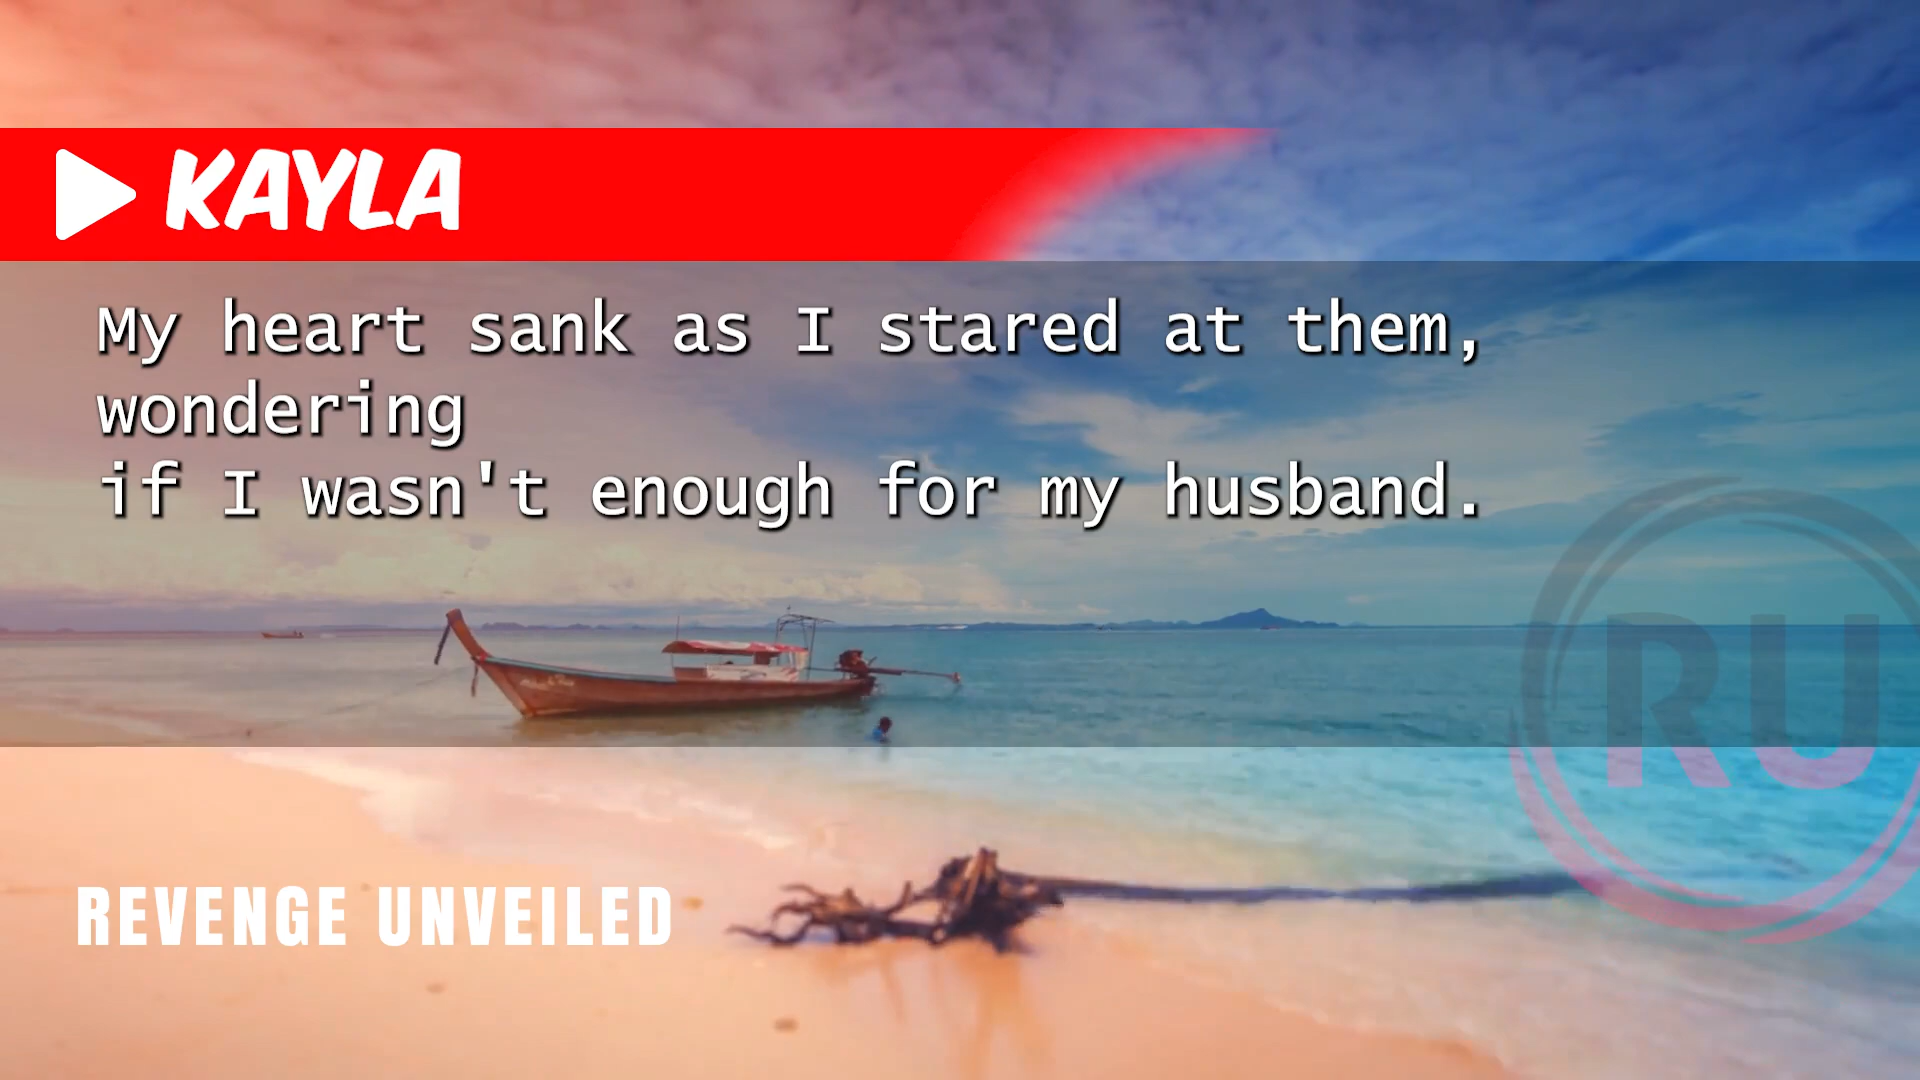 KAYLA
My heart sank as I stared at them,
wondering
if I wasn't enough for my husband.
RU
REVENGE UNVEILED